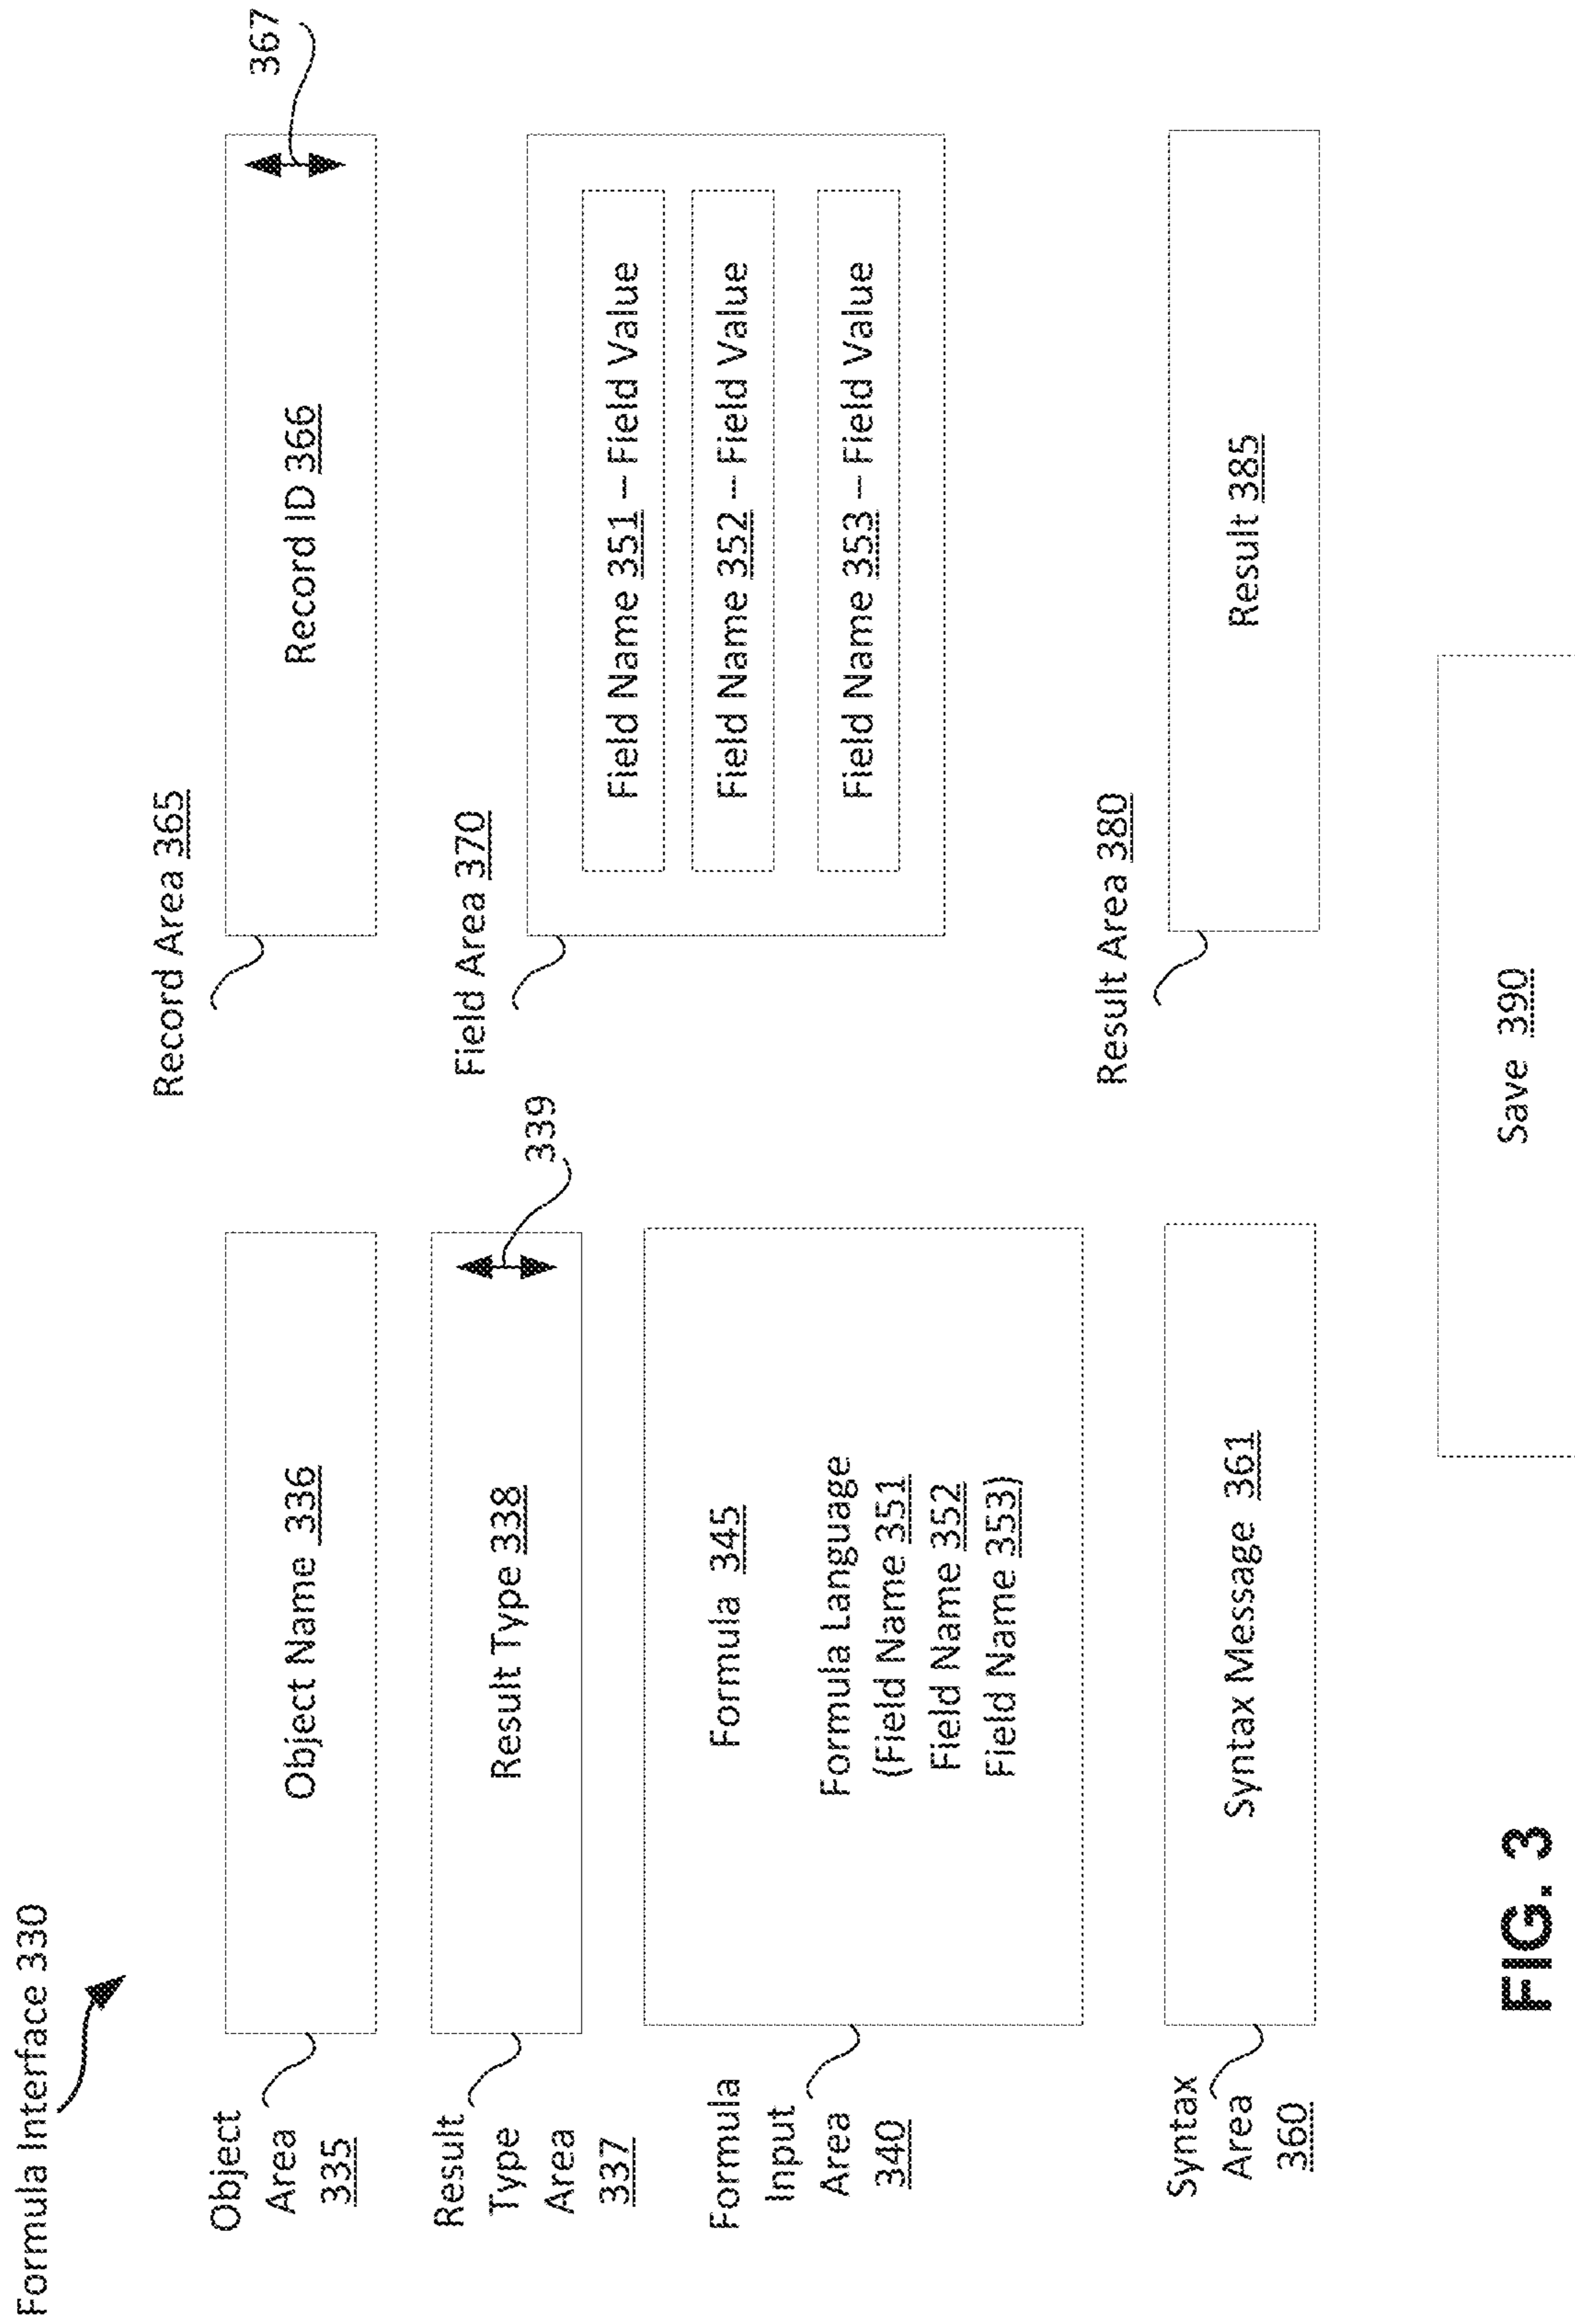 Formula Interface 330
Object
Area
335
Object Name 336
Result
Type
Area
337
Result Type 338
339
Formula
Input
Area
340
Formula 345
Formula Language
(Field Name 351
Field Name 352
Field Name 353)
Syntax
Area
360
Syntax Message 361
Record Area 365
Record ID 366
367
Field Area 370
Field Name 351 – Field Value
Field Name 352 – Field Value
Field Name 353 – Field Value
Result Area 380
Result 385
Save 390
FIG. 3